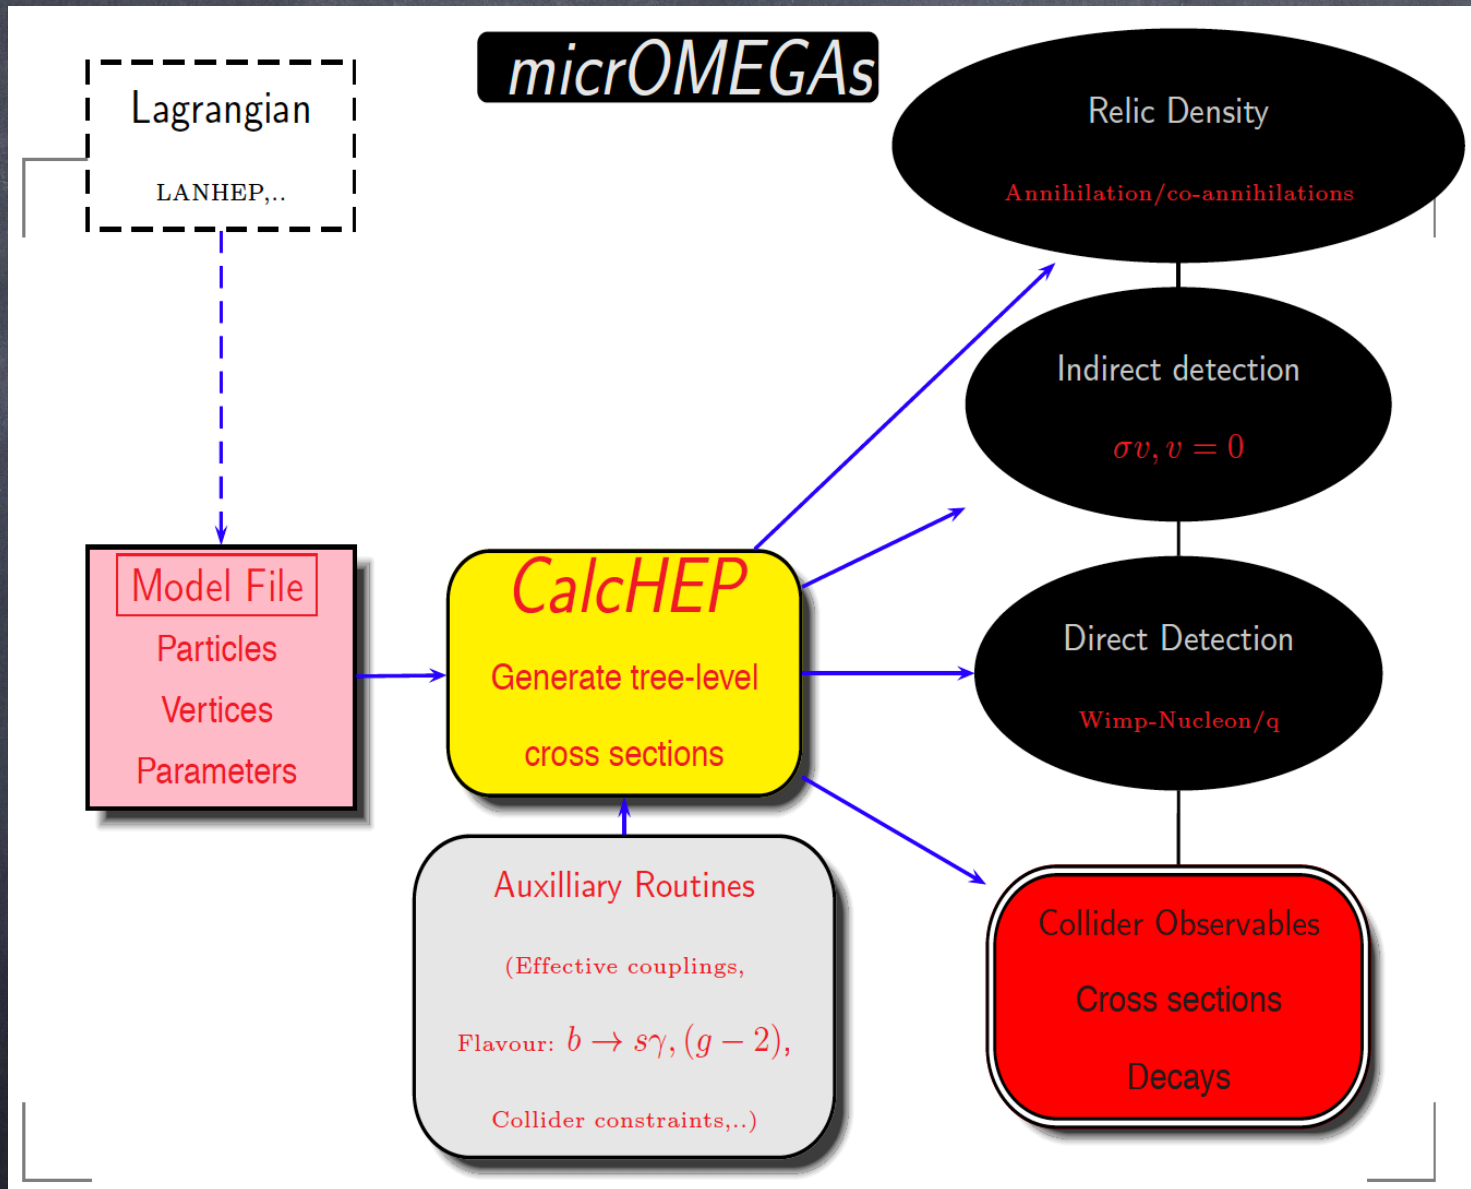 micrOMEGAs
Lagrangian
LANHEP,..
Model File
Particles
Vertices
Parameters
CalcHEP
Generate tree-level
cross sections
Auxilliary Routines
(Effective couplings,
Flavour: b → sγ, (g − 2),
Collider constraints,..)
Relic Density
Annihilation/co-annihilations
Indirect detection
σv, v = 0
Direct Detection
Wimp-Nucleon/q
Collider Observables
Cross sections
Decays